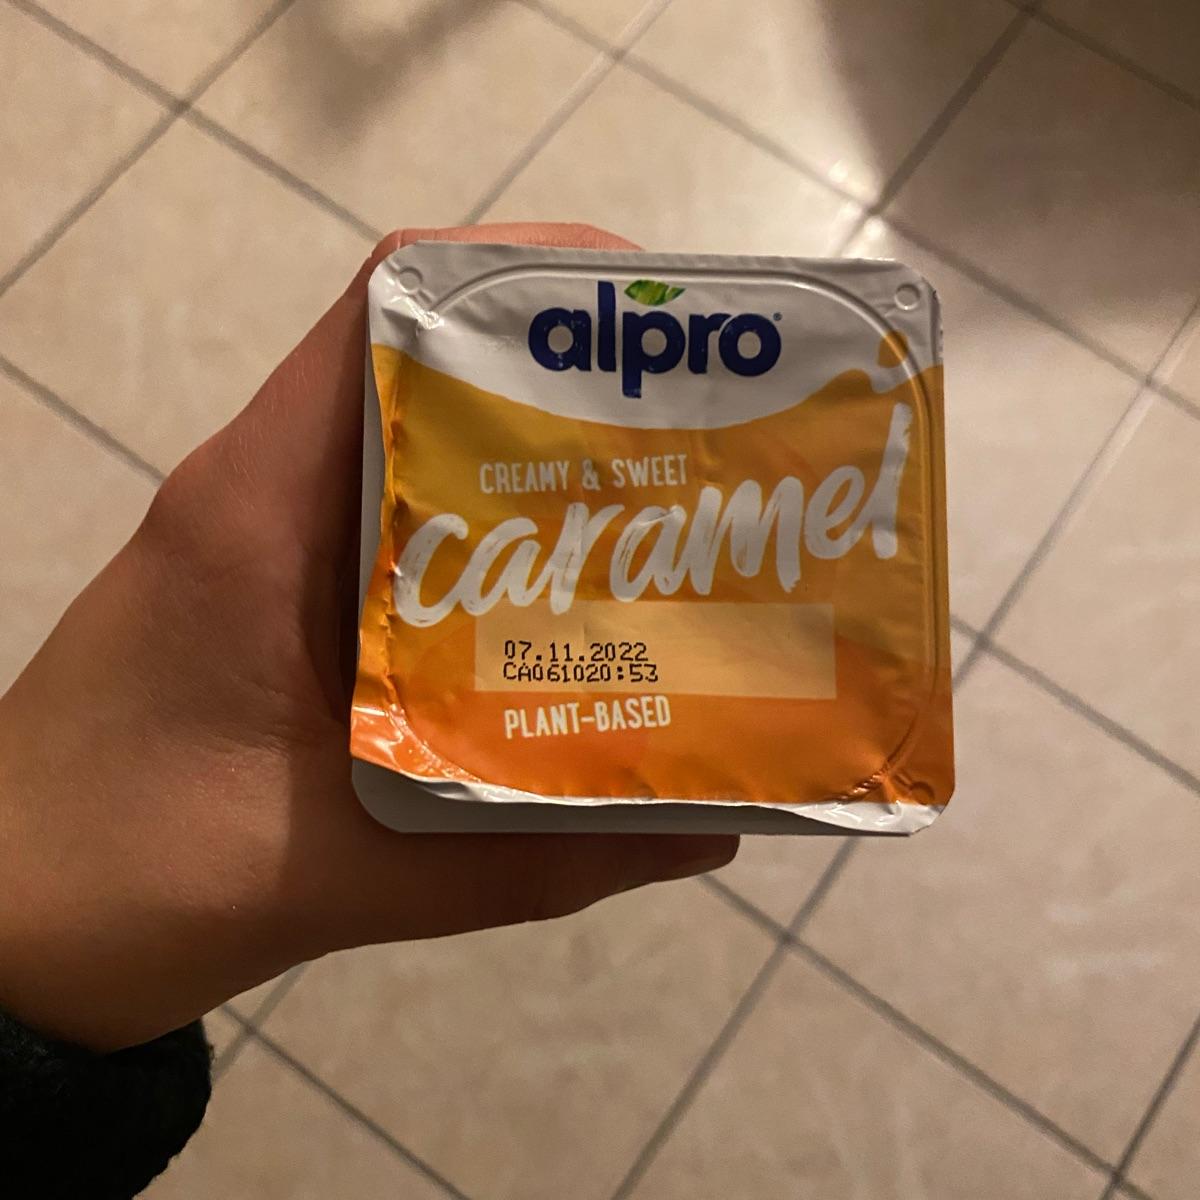 alpro
CREAMY & SWEET
caramel
07.11.2022
CA061020:53
PLANT-BASED